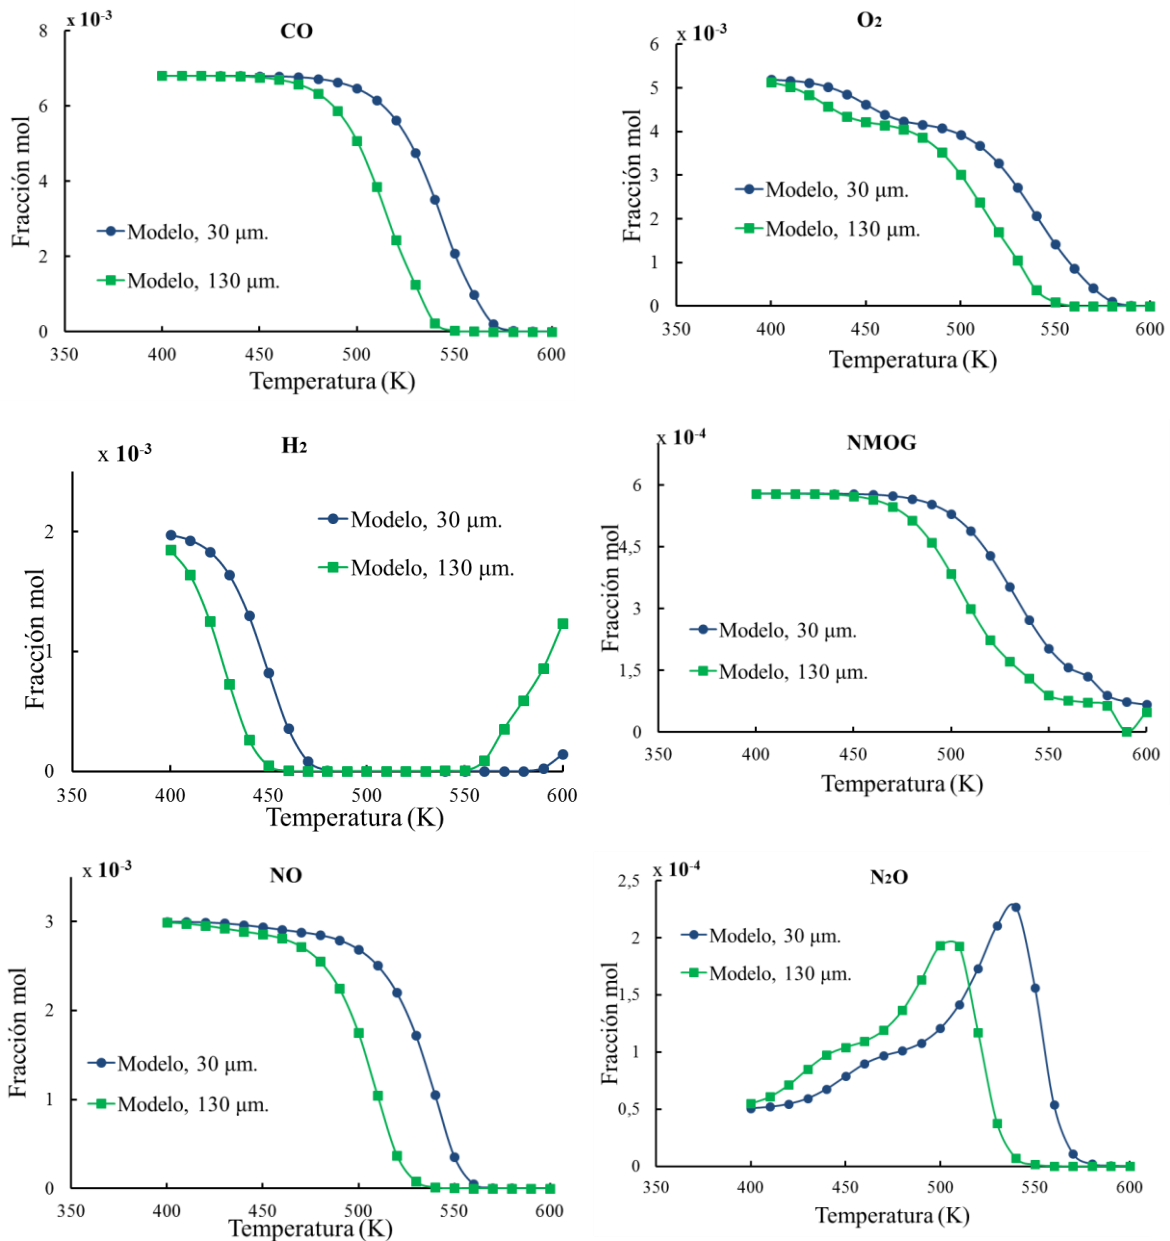 x 10-3
CO
8
6
4
2
0
Fracción mol
Modelo, 30 µm.
Modelo, 130 µm.
350 400 450 500 550 600
Temperatura (K)
O2
x 10-3
6
5
4
3
2
1
0
Fracción mol
Modelo, 30 µm.
Modelo, 130 µm.
350 400 450 500 550 600
Temperatura (K)
H2
x 10-3
2
1
0
Fracción mol
Modelo, 30 µm.
Modelo, 130 µm.
350 400 450 500 550 600
Temperatura (K)
x 10-4
NMOG
6
4,5
3
1,5
0
Fracción mol
Modelo, 30 µm.
Modelo, 130 µm.
350 400 450 500 550 600
Temperatura (K)
x 10-3
NO
3
2
1
0
Fracción mol
Modelo, 30 µm.
Modelo, 130 µm.
350 400 450 500 550 600
Temperatura (K)
x 10-4
N2O
2,5
2
1,5
1
0,5
0
Fracción mol
Modelo, 30 µm.
Modelo, 130 µm.
350 400 450 500 550 600
Temperatura (K)